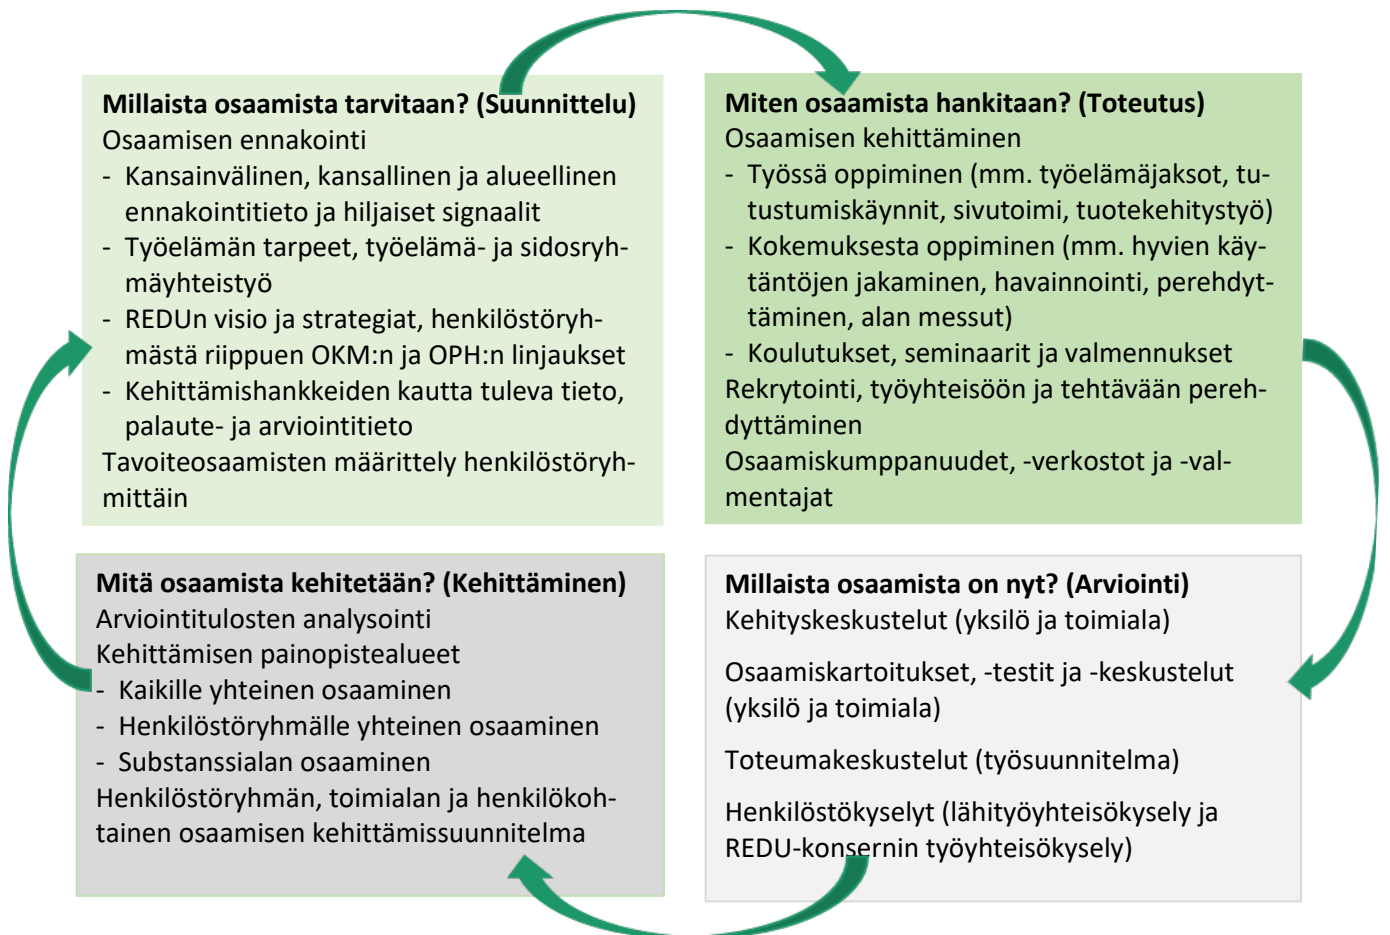 Millaista osaamista tarvitaan? (Suunnittelu)
Osaamisen ennakointi
- Kansainvälinen, kansallinen ja alueellinen
ennakointitieto ja hiljaiset signaalit
- Työelämän tarpeet, työelämä- ja sidosryh-
mäyhteistyö
- REDUn visio ja strategiat, henkilöstöryh-
mästä riippuen OKM:n ja OPH:n linjaukset
- Kehittämishankkeiden kautta tuleva tieto,
palaute- ja arviointitieto
Tavoiteosaamisten määrittely henkilöstöryh-
mittäin
Miten osaamista hankitaan? (Toteutus)
Osaamisen kehittäminen
- Työssä oppiminen (mm. työelämäjaksot, tu-
tustumiskäynnit, sivutoimi, tuotekehitystyö)
- Kokemuksesta oppiminen (mm. hyvien käy-
täntöjen jakaminen, havainnointi, perehdyt-
täminen, alan messut)
- Koulutukset, seminaarit ja valmennukset
Rekrytointi, työyhteisöön ja tehtävään pereh-
dyttäminen
Osaamiskumppanuudet, -verkostot ja -val-
mentajat
Mitä osaamista kehitetään? (Kehittäminen)
Arviointitulosten analysointi
Kehittämisen painopistealueet
- Kaikille yhteinen osaaminen
- Henkilöstöryhmälle yhteinen osaaminen
- Substanssialan osaaminen
Henkilöstöryhmän, toimialan ja henkilökoh-
tainen osaamisen kehittämissuunnitelma
Millaista osaamista on nyt? (Arviointi)
Kehityskeskustelut (yksilö ja toimiala)
Osaamiskartoitukset, -testit ja -keskustelut
(yksilö ja toimiala)
Toteumakeskustelut (työsuunnitelma)
Henkilöstökyselyt (lähityöyhteisökysely ja
REDU-konsernin työyhteisökysely)